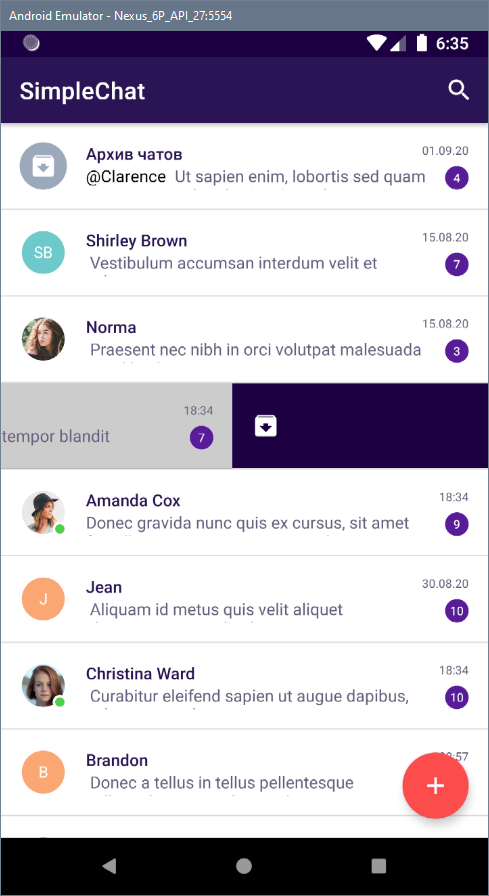 Android Emulator - Nexus_6P_API_27:5554
6:35
SimpleChat
Архив чатов 01.09.20
@Clarence Ut sapien enim, lobortis sed quam 4
SB
Shirley Brown 15.08.20
Vestibulum accumsan interdum velit et 7
Norma 15.08.20
Praesent nec nibh in orci volutpat malesuada 3
18:34
tempor blandit 7
Amanda Cox 18:34
Donec gravida nunc quis ex cursus, sit amet 9
J
Jean 30.08.20
Aliquam id metus quis velit aliquet 10
Christina Ward 18:34
Curabitur eleifend sapien ut augue dapibus, 10
B
Brandon
Donec a tellus in tellus pellentesque